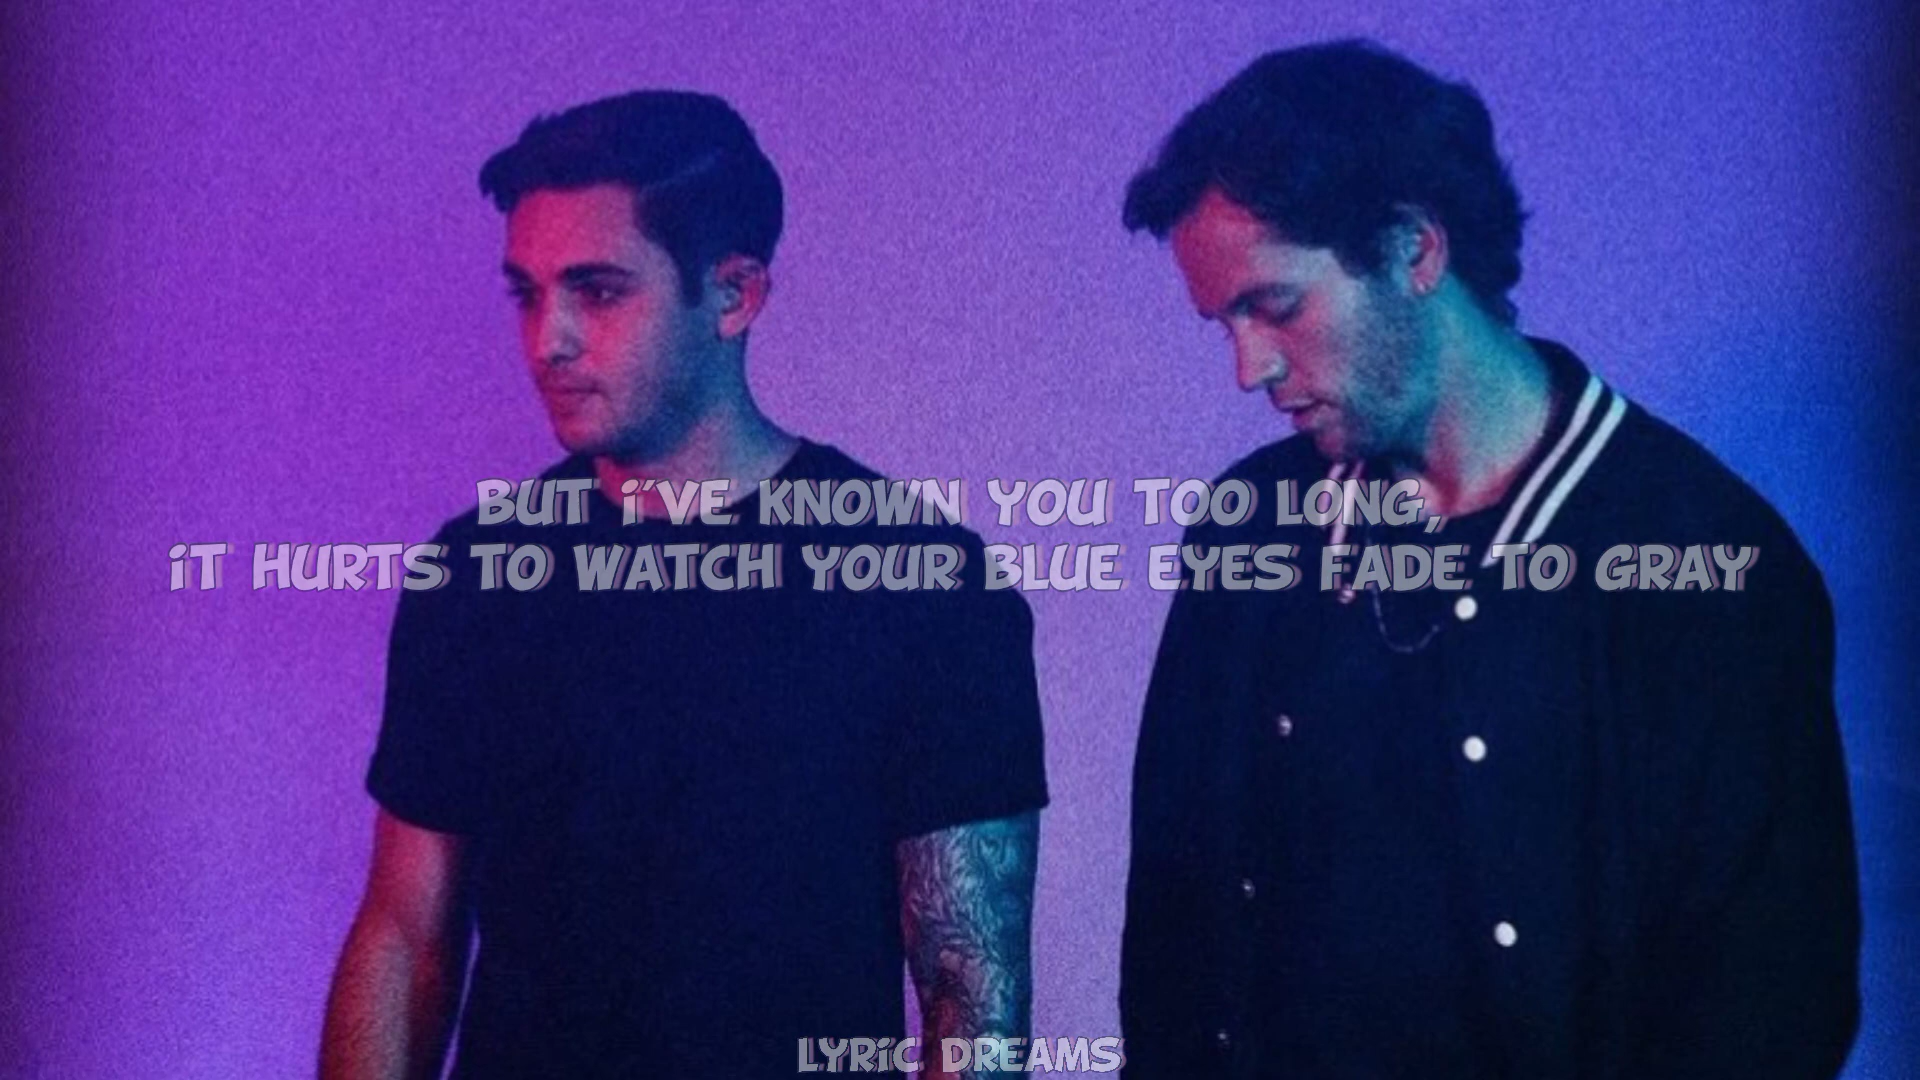 BUT i'VE KNOWN YOU TOO LONG,
iT HURTS TO WATCH YOUR BLUE EYES FADE TO GRAY
LYRiC DREAMS